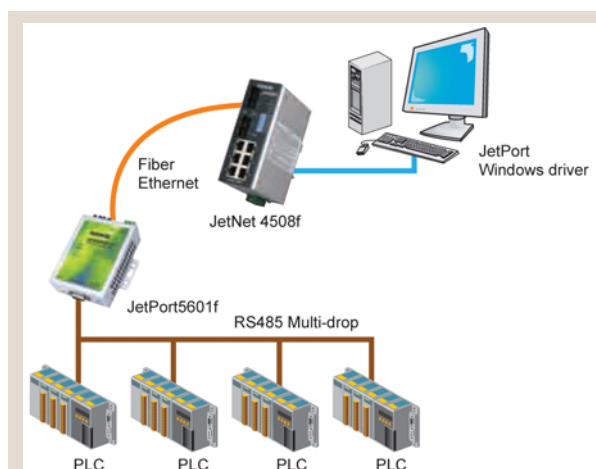 Fiber
Ethernet
JetPort
Windows driver
JetNet 4508f
JetPort5601f
RS485 Multi-drop
PLC
PLC
PLC
PLC